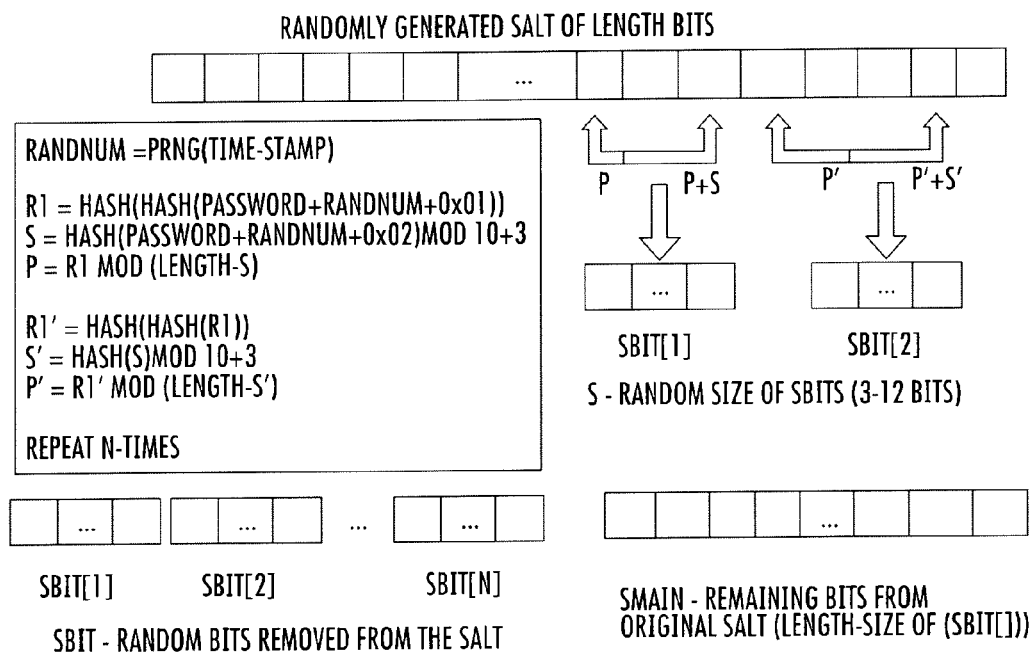 RANDOMLY GENERATED SALT OF LENGTH BITS
...
RANDNUM =PRNG(TIME-STAMP)
R1 = HASH(HASH(PASSWORD+RANDNUM+0x01))
S = HASH(PASSWORD+RANDNUM+0x02)MOD 10+3
P = R1 MOD (LENGTH-S)
R1' = HASH(HASH(R1))
S' = HASH(S)MOD 10+3
P' = R1' MOD (LENGTH-S')
REPEAT N-TIMES
P P+S P' P'+S'
... ...
SBIT[1] SBIT[2]
S - RANDOM SIZE OF SBITS (3-12 BITS)
... ... ... ...
SBIT[1] SBIT[2] SBIT[N]
SBIT - RANDOM BITS REMOVED FROM THE SALT
...
SMAIN - REMAINING BITS FROM
ORIGINAL SALT (LENGTH-SIZE OF (SBIT[]))